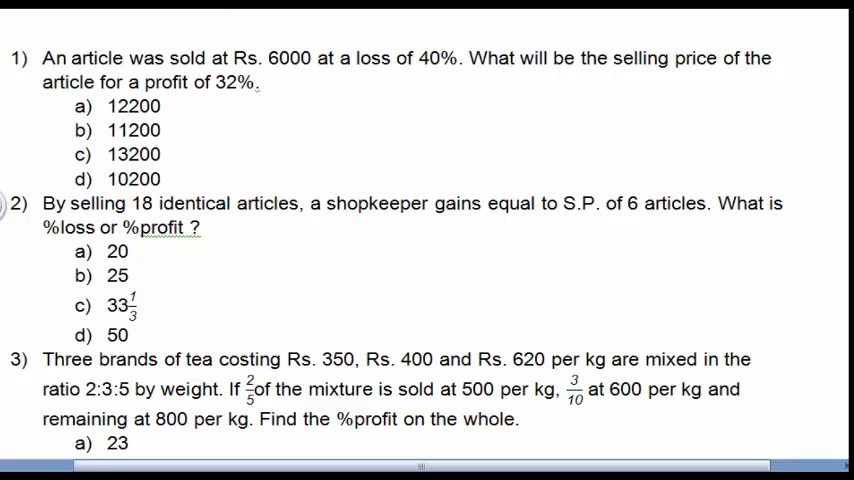 1) An article was sold at Rs. 6000 at a loss of 40%. What will be the selling price of the
article for a profit of 32%.
a) 12200
b) 11200
c) 13200
d) 10200
2) By selling 18 identical articles, a shopkeeper gains equal to S.P. of 6 articles. What is
%loss or %profit ?
a) 20
b) 25
c) 33 1/3
d) 50
3) Three brands of tea costing Rs. 350, Rs. 400 and Rs. 620 per kg are mixed in the
ratio 2:3:5 by weight. If 2/5 of the mixture is sold at 500 per kg, 3/10 at 600 per kg and
remaining at 800 per kg. Find the %profit on the whole.
a) 23